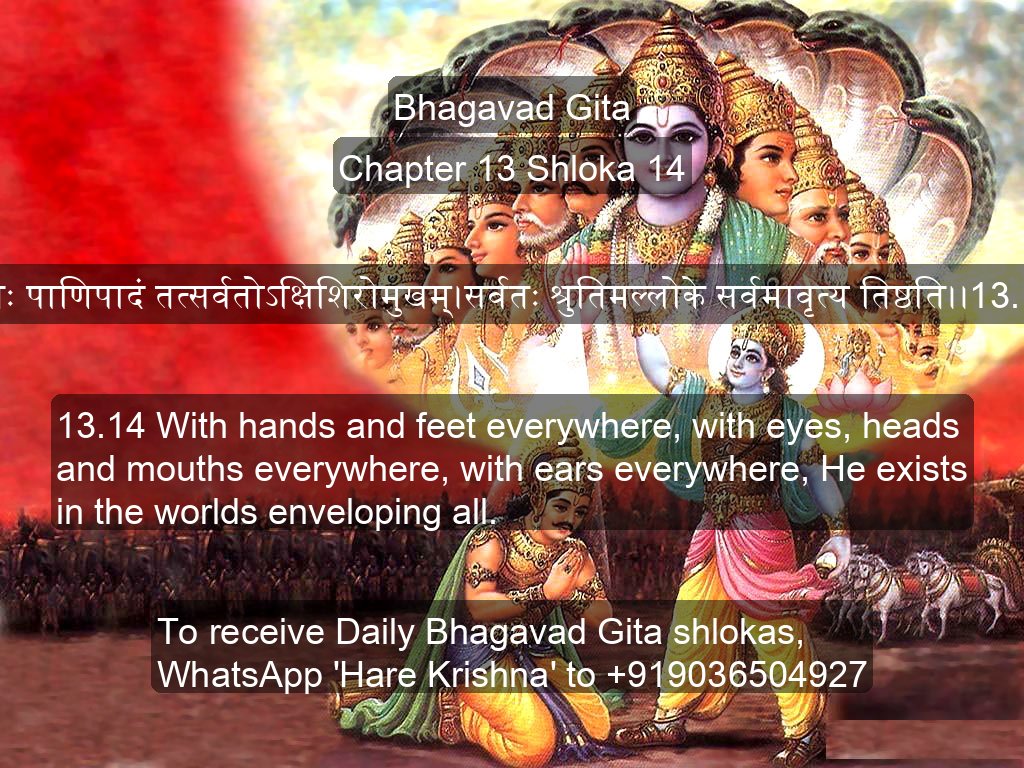 Bhagavad Gita
Chapter 13 Shloka 14
पाणिपादं तत्सर्वतोऽक्षिशिरोमुखम्।सर्वतः श्रुतिमल्लोके सर्वमावृत्य तिष्ठति।।13.
13.14 With hands and feet everywhere, with eyes, heads
and mouths everywhere, with ears everywhere, He exists
in the worlds enveloping all.
To receive Daily Bhagavad Gita shlokas,
WhatsApp 'Hare Krishna' to +919036504927